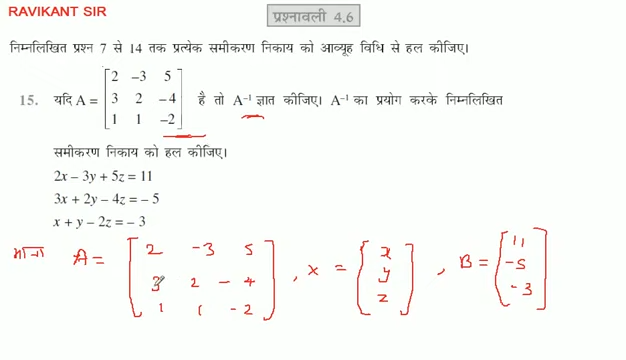 RAVIKANT SIR
प्रश्नावली 4.6
निम्नलिखित प्रश्न 7 से 14 तक प्रत्येक समीकरण निकाय को आव्यूह विधि से हल कीजिए।
2 -3 5
15. यदि A = 3 2 -4 है तो A⁻¹ ज्ञात कीजिए। A⁻¹ का प्रयोग करके निम्नलिखित
1 1 -2
समीकरण निकाय को हल कीजिए।
2x – 3y + 5z = 11
3x + 2y – 4z = – 5
x + y – 2z = – 3
2 -3 5 x 11
माना A = 3 2 -4 , X = y , B = -5
1 1 -2 z -3